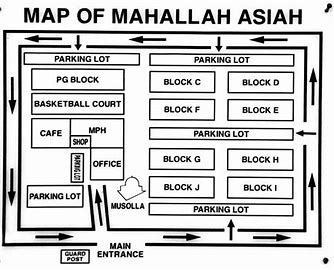 MAP OF MAHALLAH ASIAH
PARKING LOT
PG BLOCK
BASKETBALL COURT
CAFE
MPH
SHOP
PARKING LOT
OFFICE
PARKING LOT
MUSOLLA
PARKING LOT
BLOCK C
BLOCK D
BLOCK F
BLOCK E
PARKING LOT
BLOCK G
BLOCK H
BLOCK J
BLOCK I
PARKING LOT
MAIN
ENTRANCE
GUARD
POST